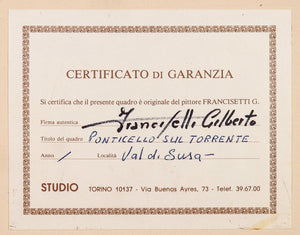 CERTIFICATO DI GARANZIA
Si certifica che il presente quadro è originale del pittore FRANCISETTI G.
Firma autentica Francisetti Gilberto
Titolo del quadro PONTICELLO SUL TORRENTE
Anno / Località Val di Susa -
STUDIO TORINO 10137 - Via Buenos Ayres, 73 - Telef. 39.67.00